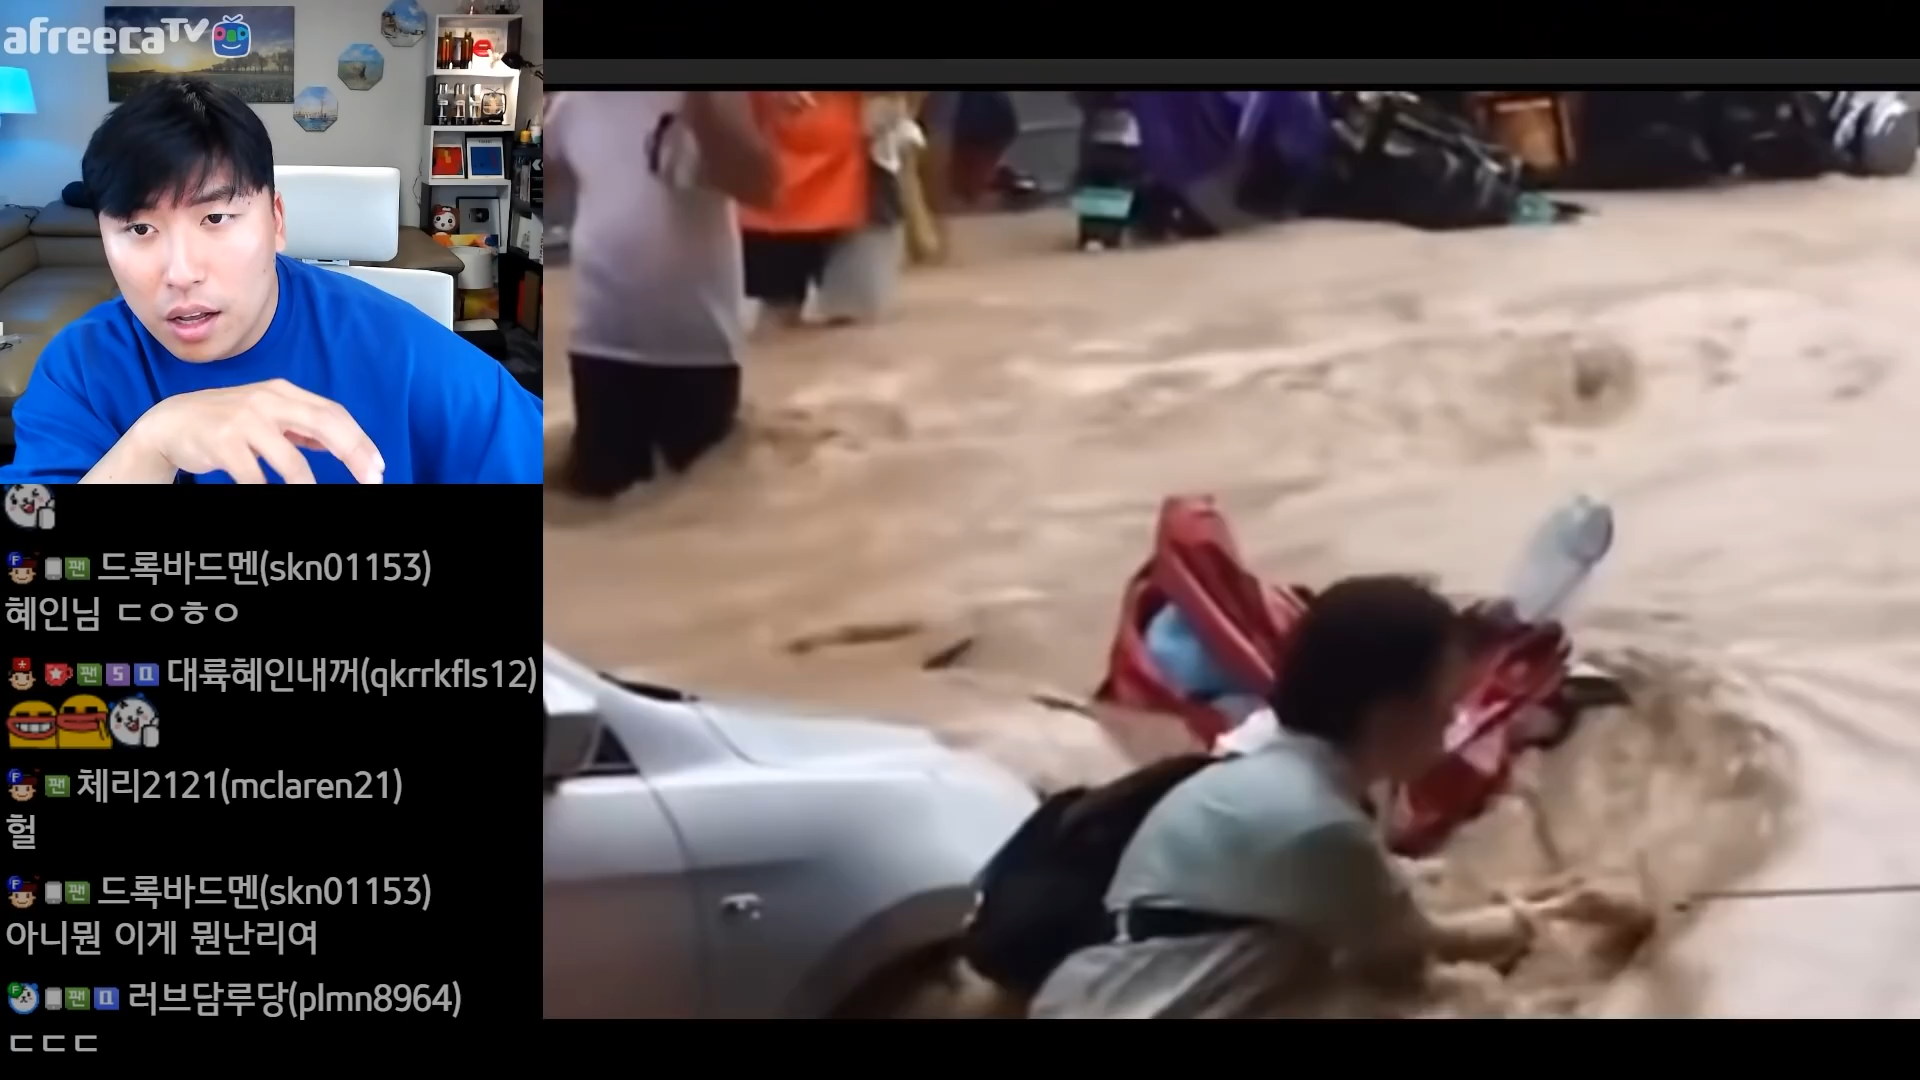 afreecaTV
드록바드멘(skn01153)
혜인님 ㄷㅇㅎㅇ
대륙혜인내꺼(qkrrkfls12)
체리2121(mclaren21)
헐
드록바드멘(skn01153)
아니뭔 이게 뭔난리여
러브담루당(plmn8964)
ㄷㄷㄷ